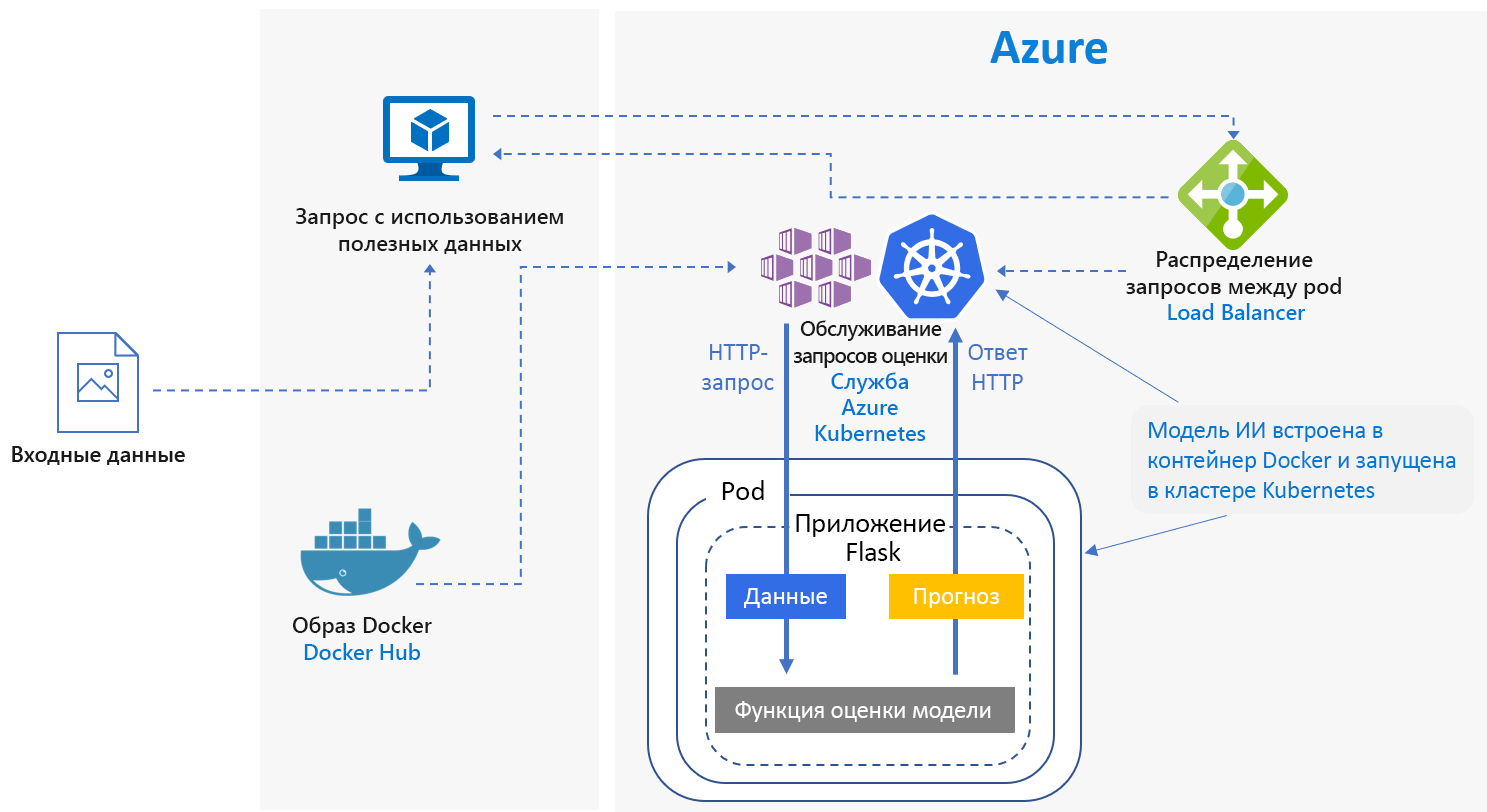 Azure
Запрос с использованием
полезных данных
Распределение
запросов между pod
Load Balancer
Обслуживание
запросов оценки
Служба
Azure
Kubernetes
HTTP-
запрос
Ответ
HTTP
Входные данные
Модель ИИ встроена в
контейнер Docker и запущена
в кластере Kubernetes
Pod
Приложение
Flask
Данные
Прогноз
Образ Docker
Docker Hub
Функция оценки модели